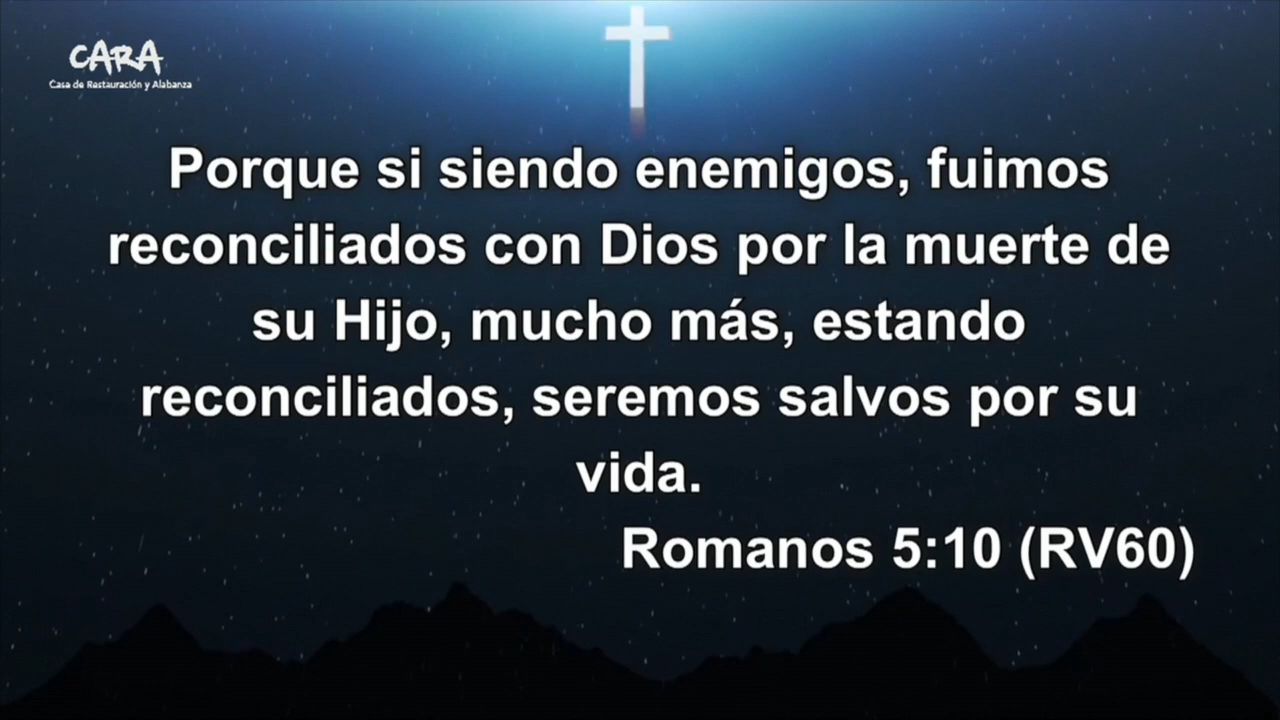 CARA
Casa de Restauración y Alabanza
Porque si siendo enemigos, fuimos
reconciliados con Dios por la muerte de
su Hijo, mucho más, estando
reconciliados, seremos salvos por su
vida.
Romanos 5:10 (RV60)